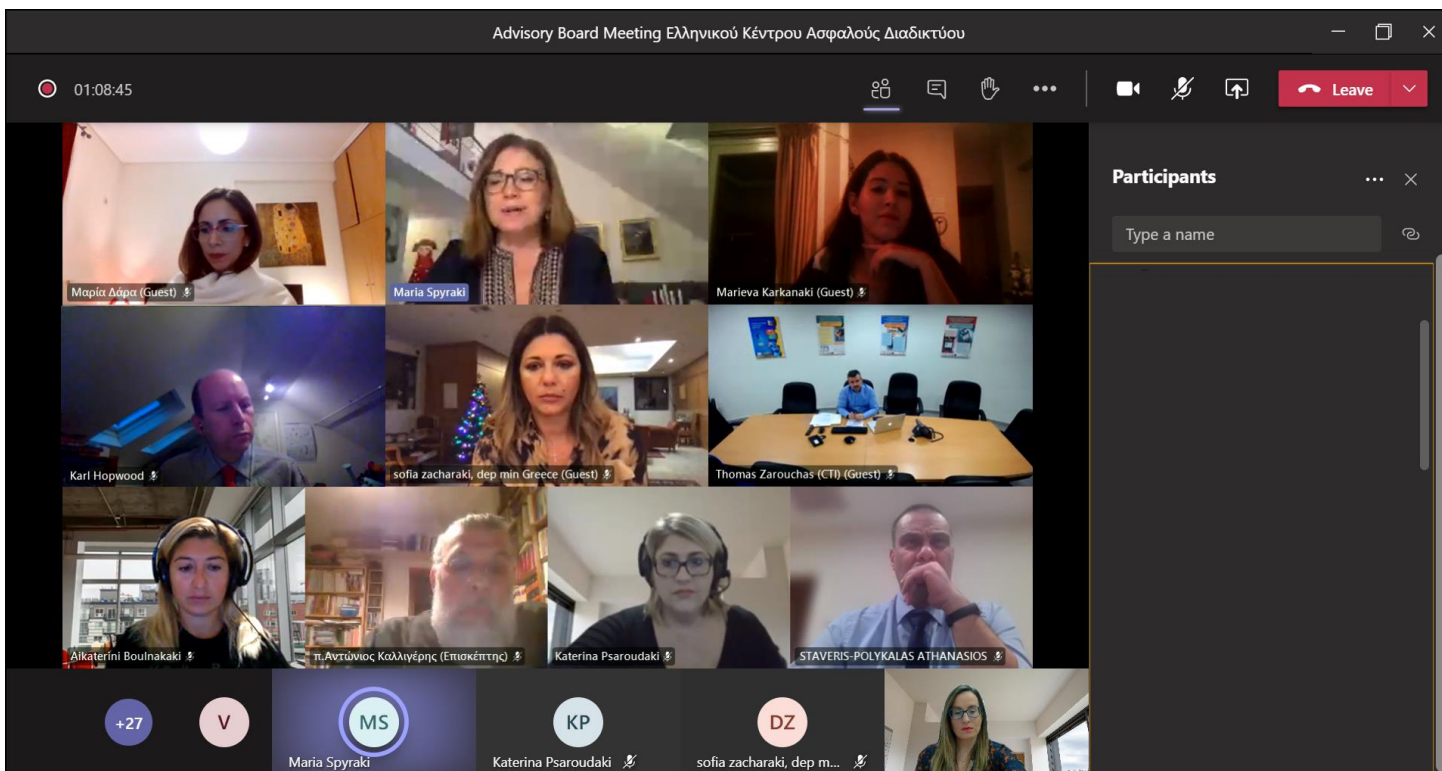 Advisory Board Meeting Ελληνικού Κέντρου Ασφαλούς Διαδικτύου
01:08:45
Leave
Participants
Type a name
Μαρία Δάρα (Guest)
Maria Spyraki
Marieva Karkanaki (Guest)
Karl Hopwood
sofia zacharaki, dep min Greece (Guest)
Thomas Zarouchas (CTI) (Guest)
Aikaterini Boulnakaki
π.Αντώνιος Καλλιγέρης (Επισκέπτης)
Katerina Psaroudaki
STAVERIS-POLYKALAS ATHANASIOS
+27
V
MS
KP
DZ
Maria Spyraki
Katerina Psaroudaki
sofia zacharaki, dep m...